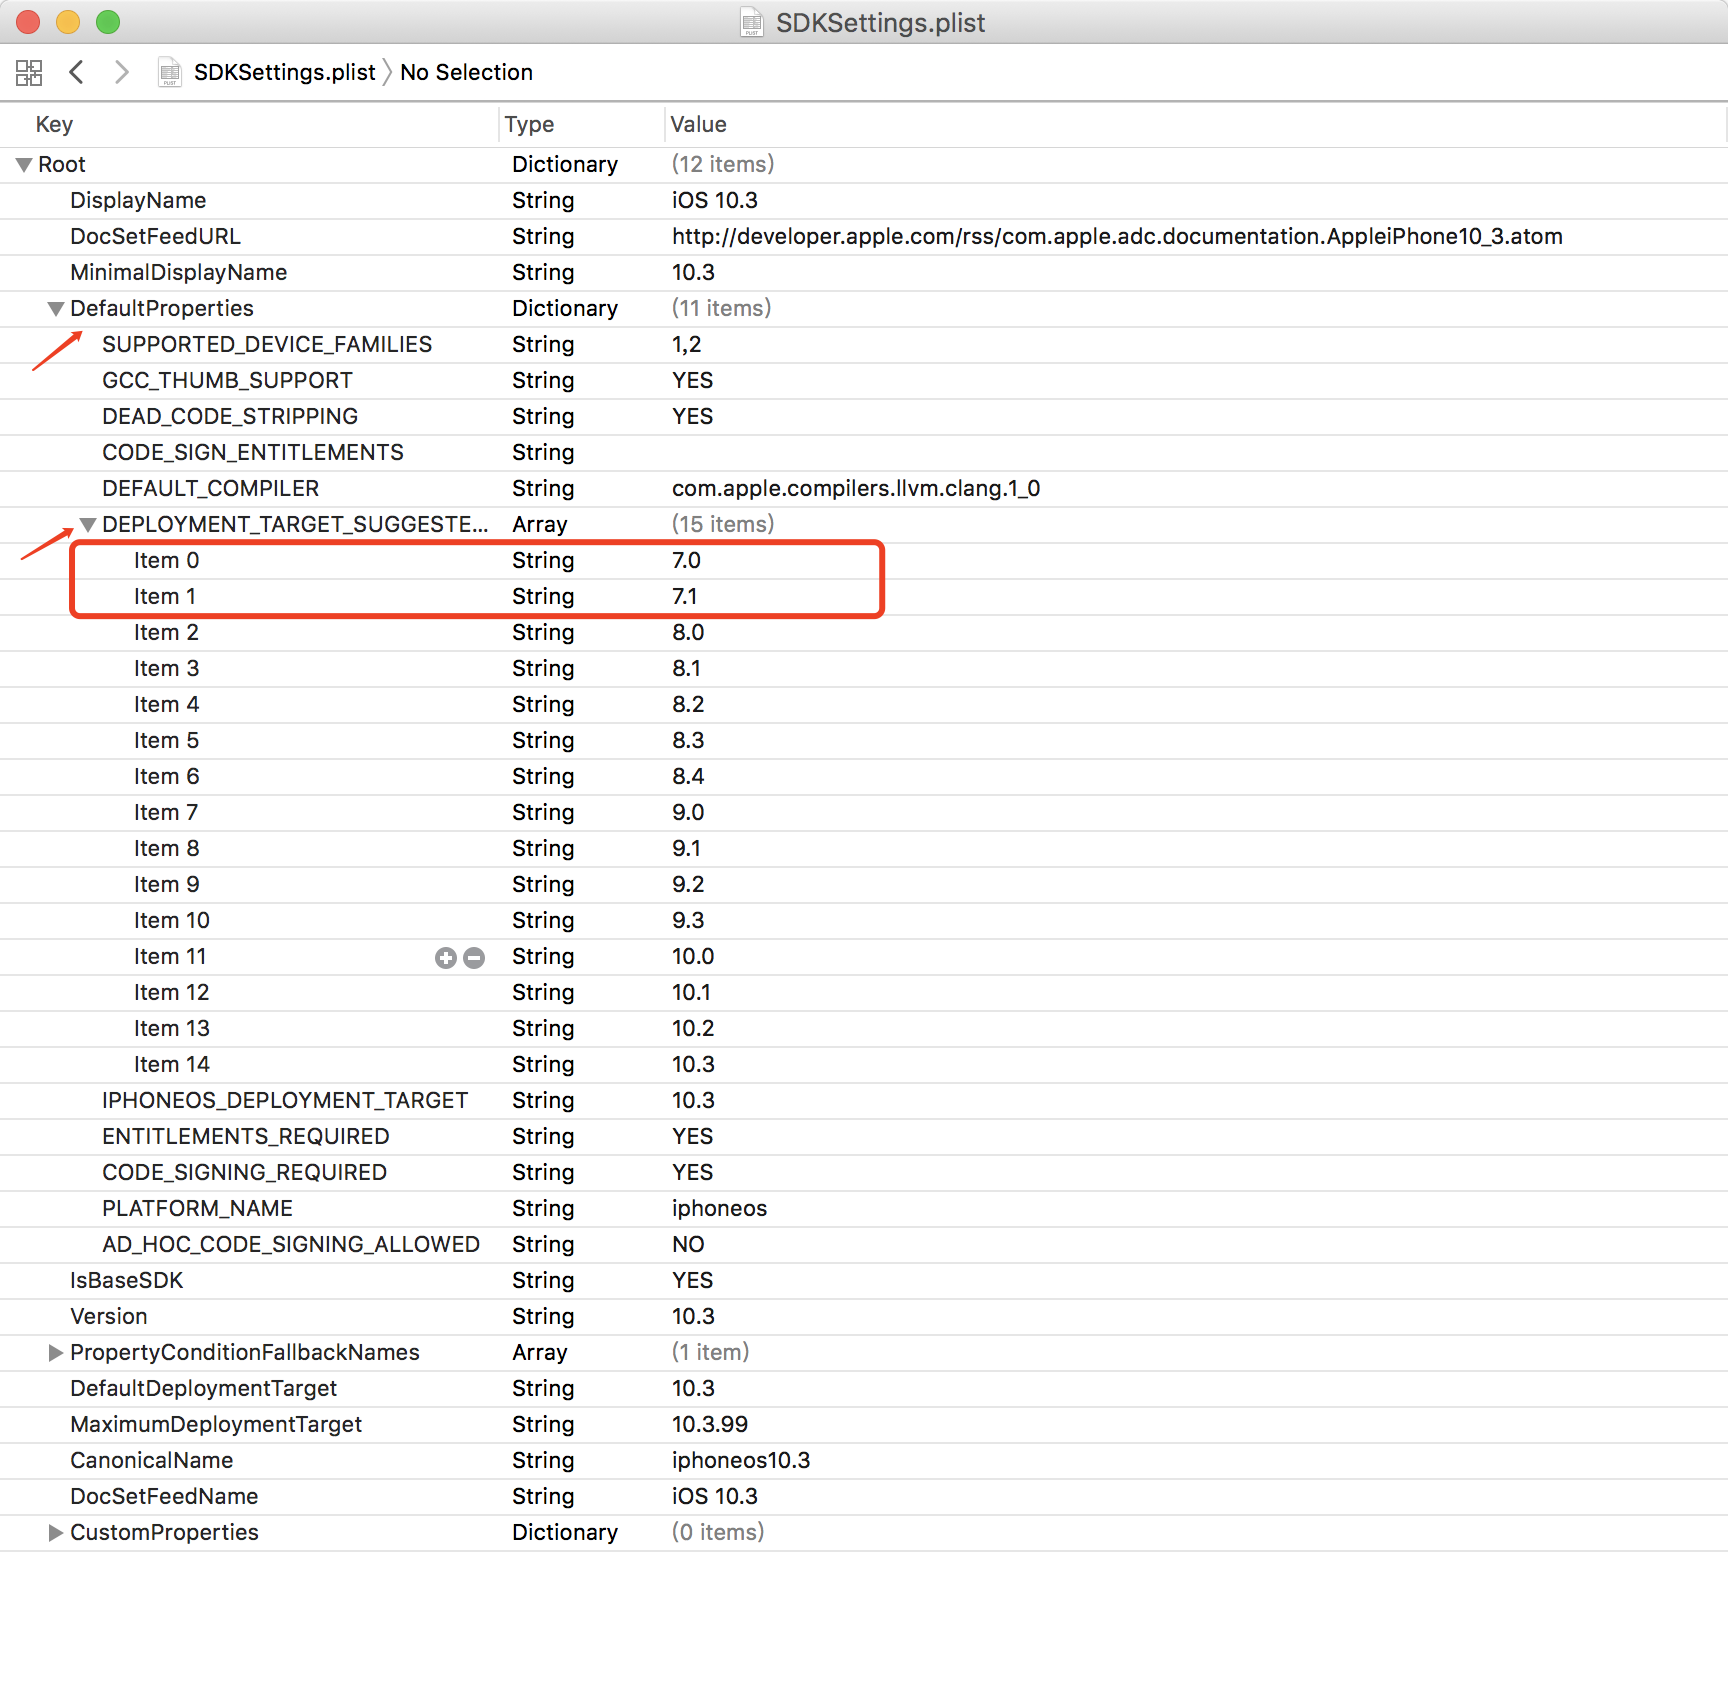 SDKSettings.plist
SDKSettings.plist No Selection
Key Type Value
Root Dictionary (12 items)
DisplayName String iOS 10.3
DocSetFeedURL String http://developer.apple.com/rss/com.apple.adc.documentation.AppleiPhone10_3.atom
MinimalDisplayName String 10.3
DefaultProperties Dictionary (11 items)
SUPPORTED_DEVICE_FAMILIES String 1,2
GCC_THUMB_SUPPORT String YES
DEAD_CODE_STRIPPING String YES
CODE_SIGN_ENTITLEMENTS String
DEFAULT_COMPILER String com.apple.compilers.llvm.clang.1_0
DEPLOYMENT_TARGET_SUGGESTE... Array (15 items)
Item 0 String 7.0
Item 1 String 7.1
Item 2 String 8.0
Item 3 String 8.1
Item 4 String 8.2
Item 5 String 8.3
Item 6 String 8.4
Item 7 String 9.0
Item 8 String 9.1
Item 9 String 9.2
Item 10 String 9.3
Item 11 String 10.0
Item 12 String 10.1
Item 13 String 10.2
Item 14 String 10.3
IPHONEOS_DEPLOYMENT_TARGET String 10.3
ENTITLEMENTS_REQUIRED String YES
CODE_SIGNING_REQUIRED String YES
PLATFORM_NAME String iphoneos
AD_HOC_CODE_SIGNING_ALLOWED String NO
IsBaseSDK String YES
Version String 10.3
PropertyConditionFallbackNames Array (1 item)
DefaultDeploymentTarget String 10.3
MaximumDeploymentTarget String 10.3.99
CanonicalName String iphoneos10.3
DocSetFeedName String iOS 10.3
CustomProperties Dictionary (0 items)